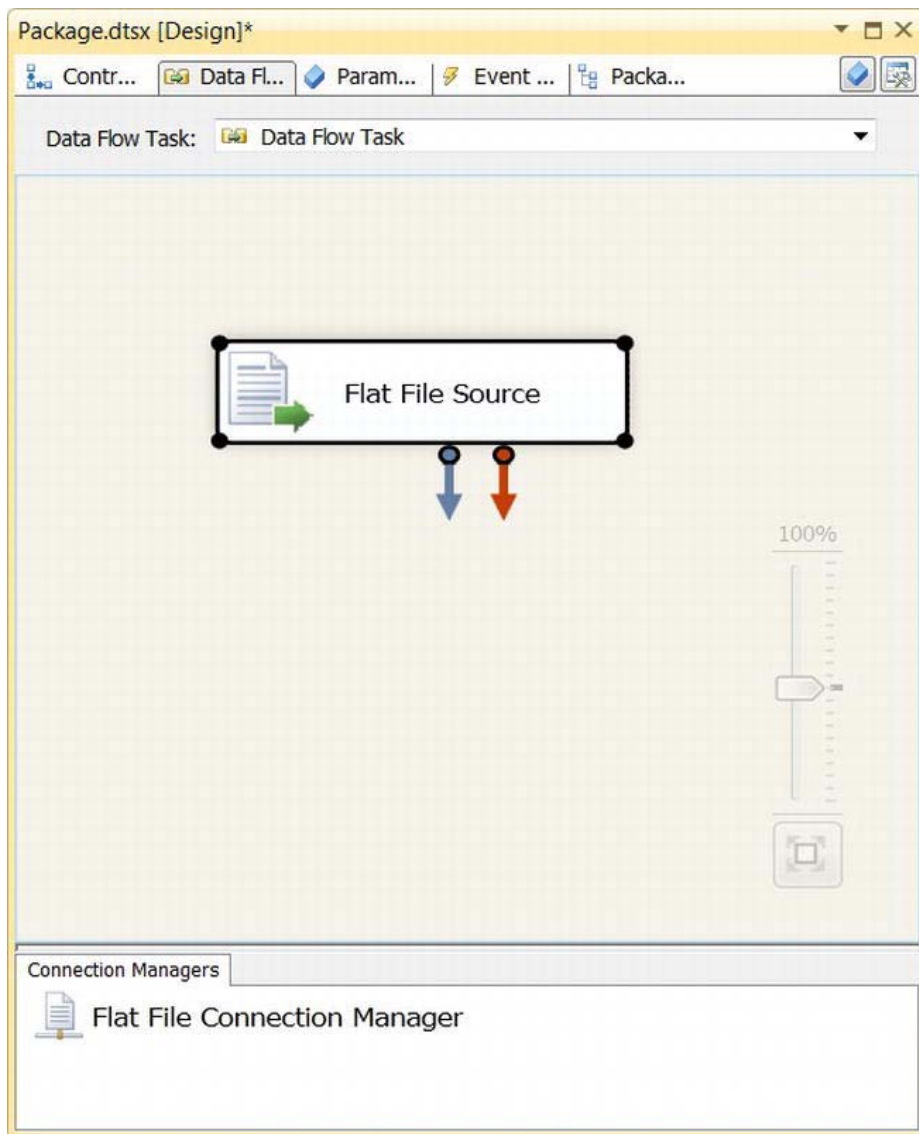 Package.dtsx [Design]*
Contr... Data Fl... Param... Event ... Packa...
Data Flow Task: Data Flow Task
Flat File Source
100%
Connection Managers
Flat File Connection Manager